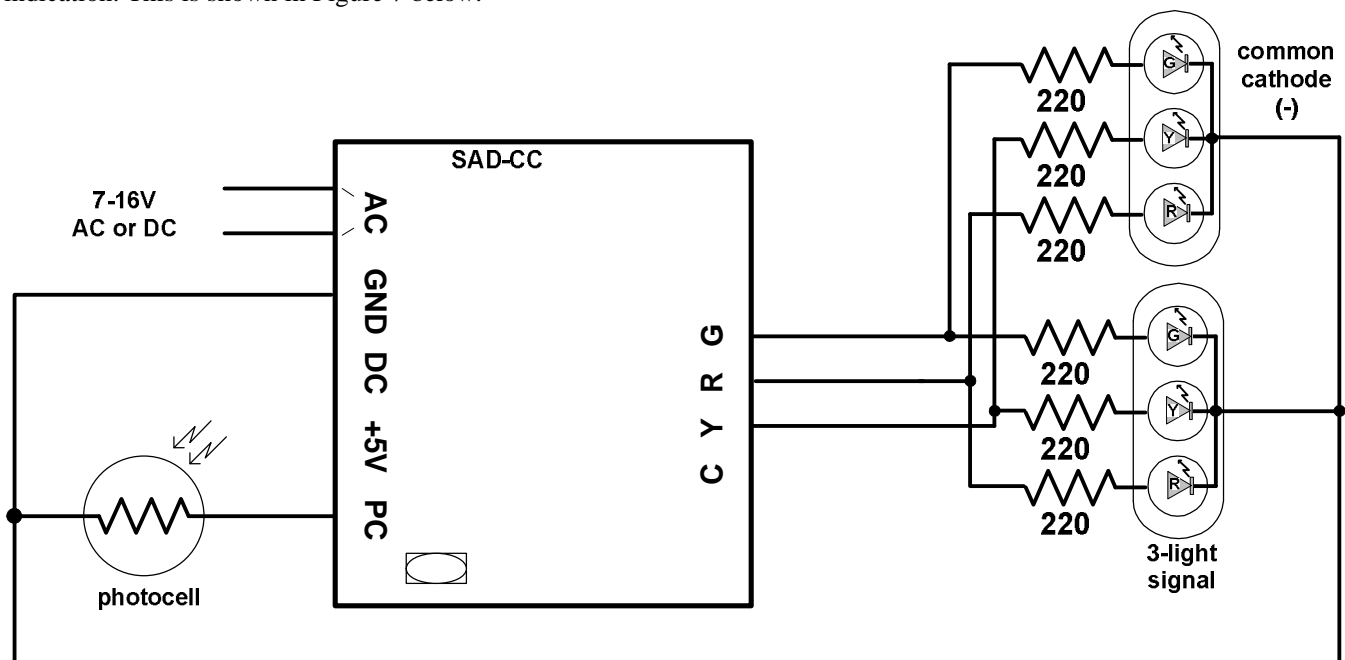 indication. This is shown in Figure 7 below.
SAD-CC
7-16V
AC or DC
AC
GND
DC
+5V
PC
G
R
Y
C
220
220
220
220
220
220
G
Y
R
G
Y
R
common
cathode
(-)
3-light
signal
photocell